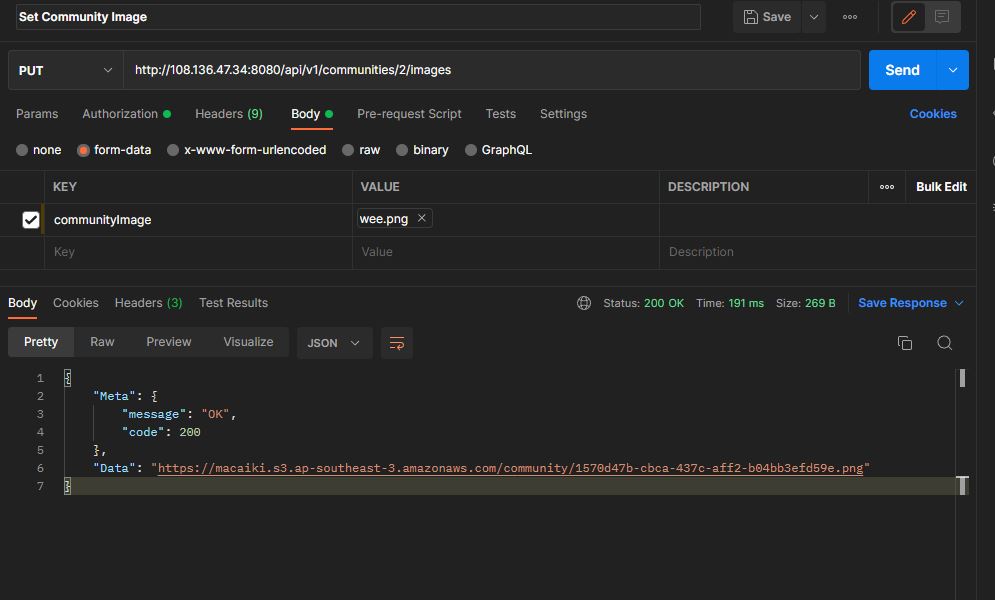 Set Community Image
Save
PUT
http://108.136.47.34:8080/api/v1/communities/2/images
Send
Params Authorization Headers (9) Body Pre-request Script Tests Settings Cookies
none form-data x-www-form-urlencoded raw binary GraphQL
KEY VALUE DESCRIPTION Bulk Edit
communityImage wee.png
Key Value Description
Body Cookies Headers (3) Test Results Status: 200 OK Time: 191 ms Size: 269 B Save Response
Pretty Raw Preview Visualize JSON
1 {
2 "Meta": {
3 "message": "OK",
4 "code": 200
5 },
6 "Data": "https://macaiki.s3.ap-southeast-3.amazonaws.com/community/1570d47b-cbca-437c-aff2-b04bb3efd59e.png"
7 }